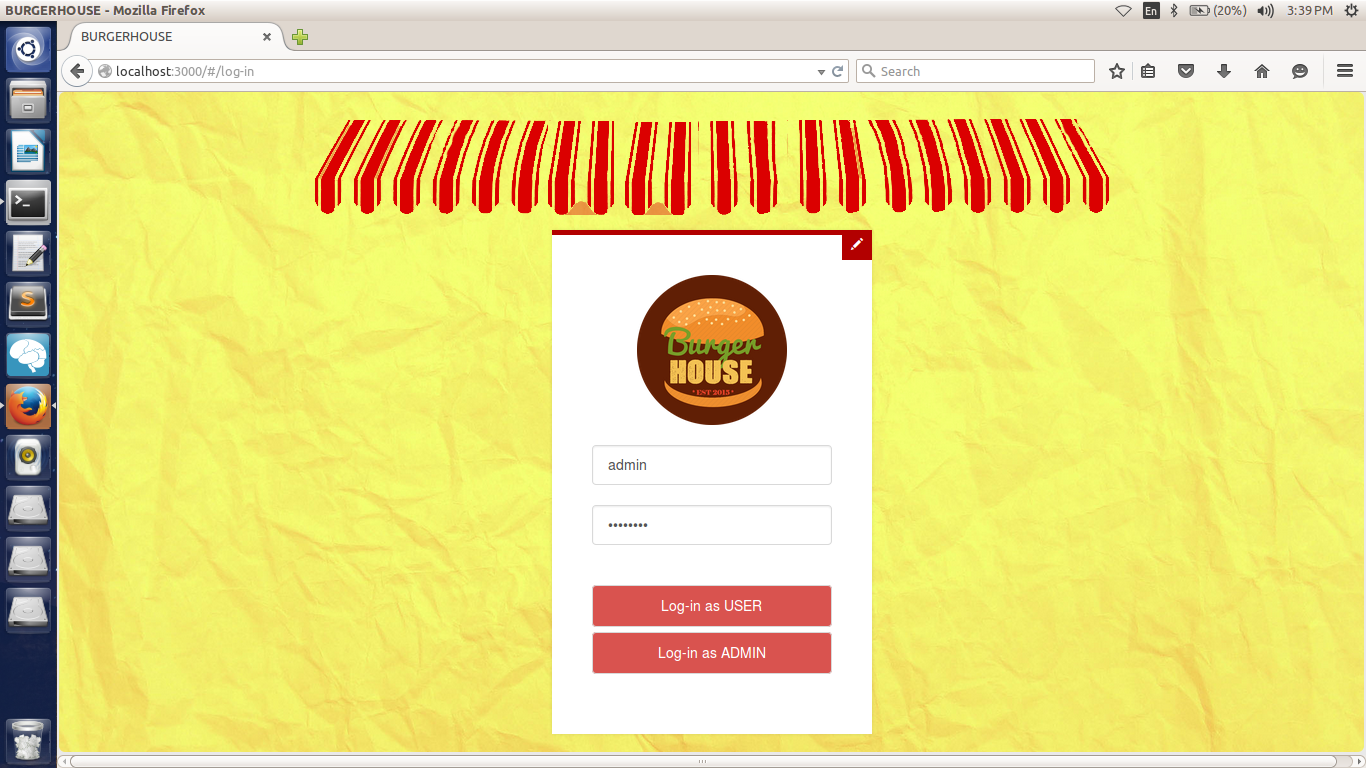 BURGERHOUSE - Mozilla Firefox
En
(20%)
3:39 PM
BURGERHOUSE
localhost:3000/#/log-in
Search
Burger
HOUSE
• EST 2015 •
admin
••••••••
Log-in as USER
Log-in as ADMIN